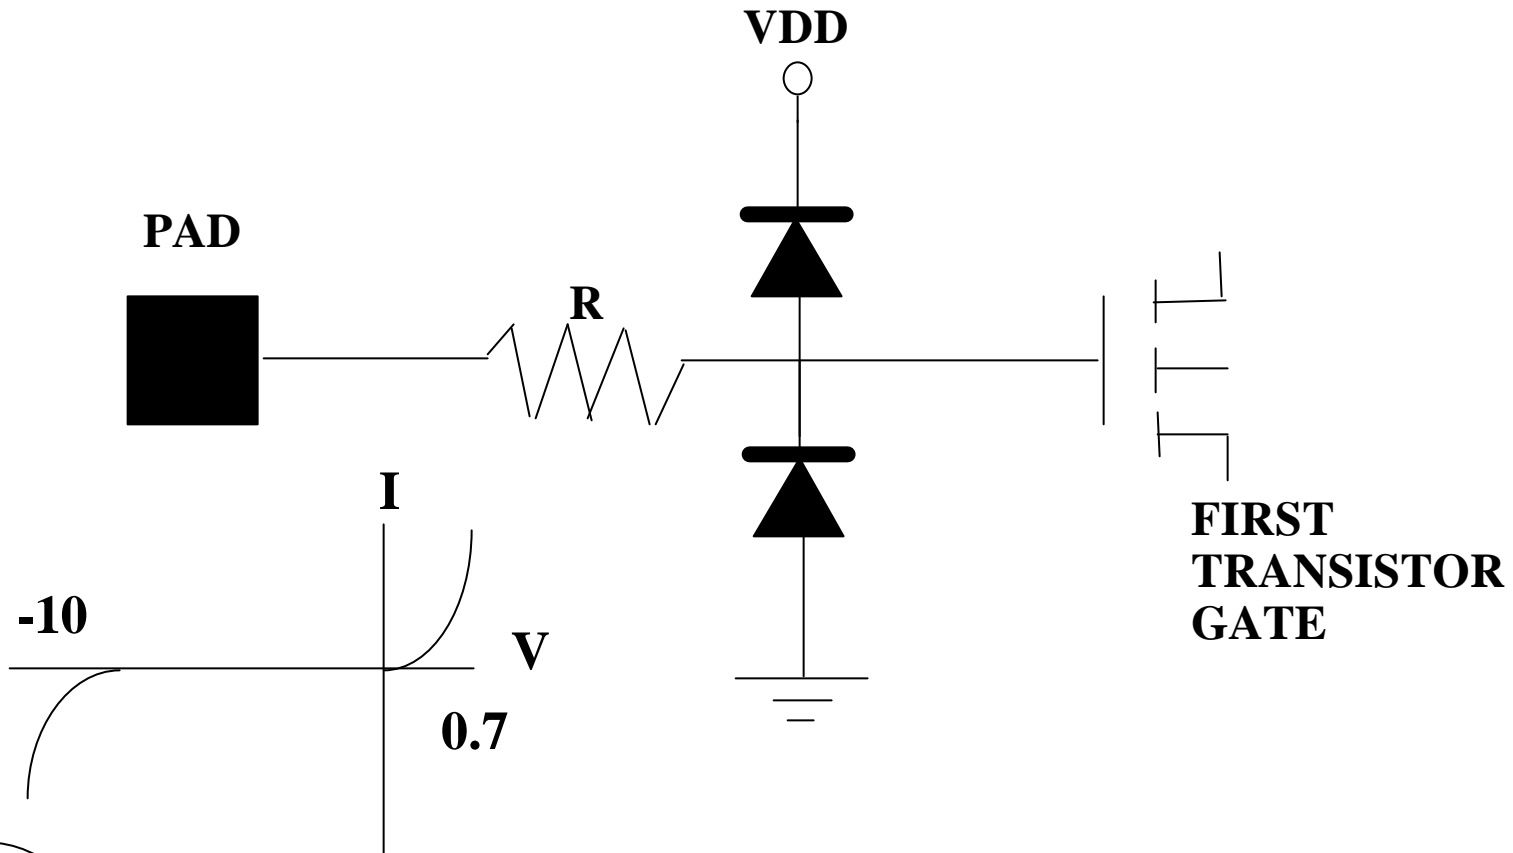 VDD
PAD
R
I
-10
V
0.7
FIRST
TRANSISTOR
GATE